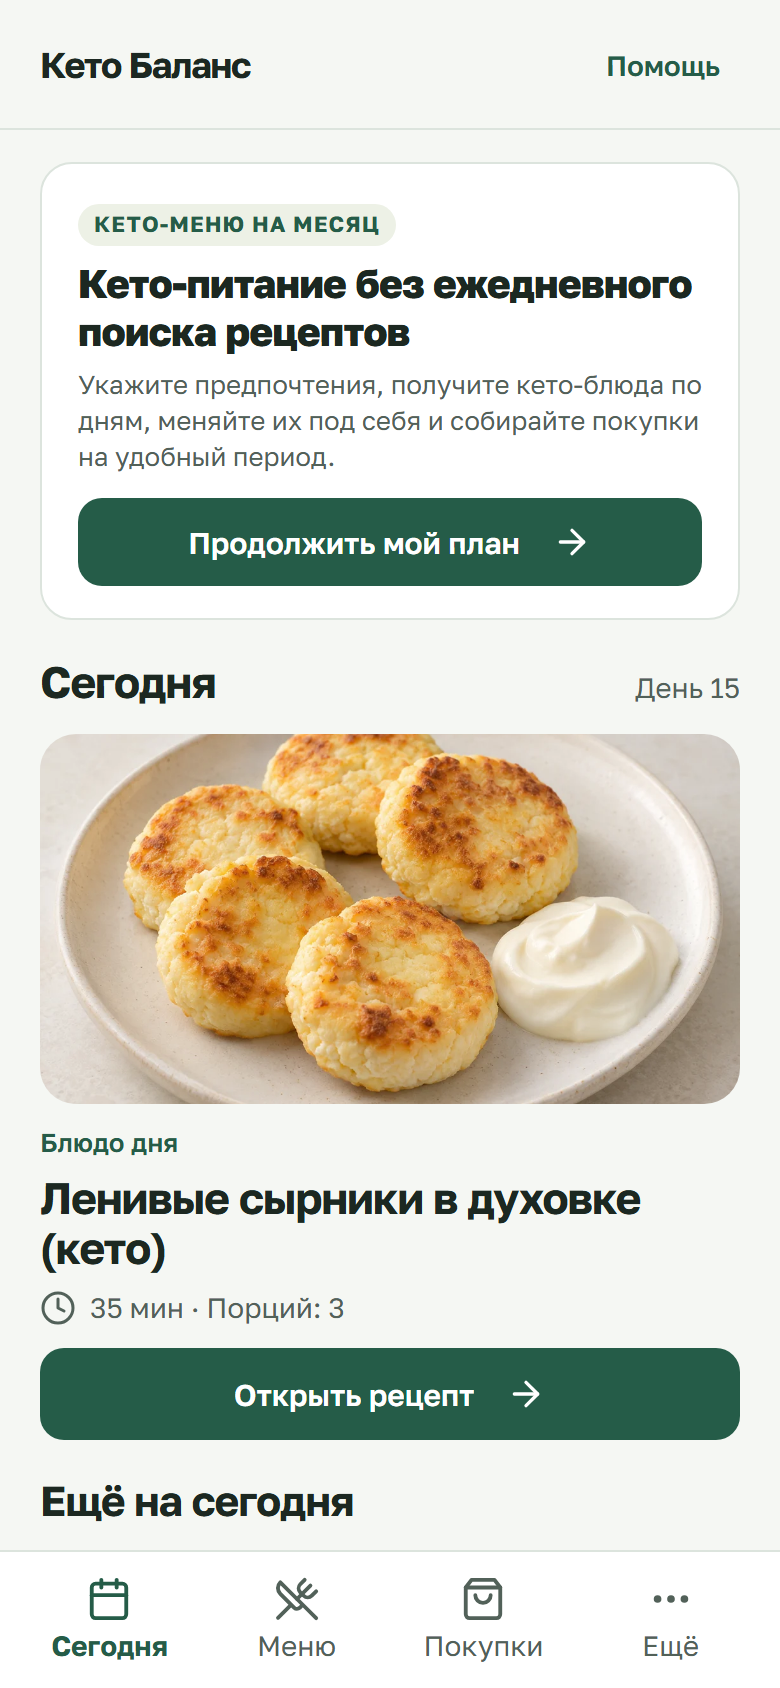 Кето Баланс
Помощь
КЕТО-МЕНЮ НА МЕСЯЦ
Кето-питание без ежедневного
поиска рецептов
Укажите предпочтения, получите кето-блюда по
дням, меняйте их под себя и собирайте покупки
на удобный период.
Продолжить мой план
Сегодня
День 15
Блюдо дня
Ленивые сырники в духовке
(кето)
35 мин · Порций: 3
Открыть рецепт
Ещё на сегодня
Сегодня
Меню
Покупки
Ещё